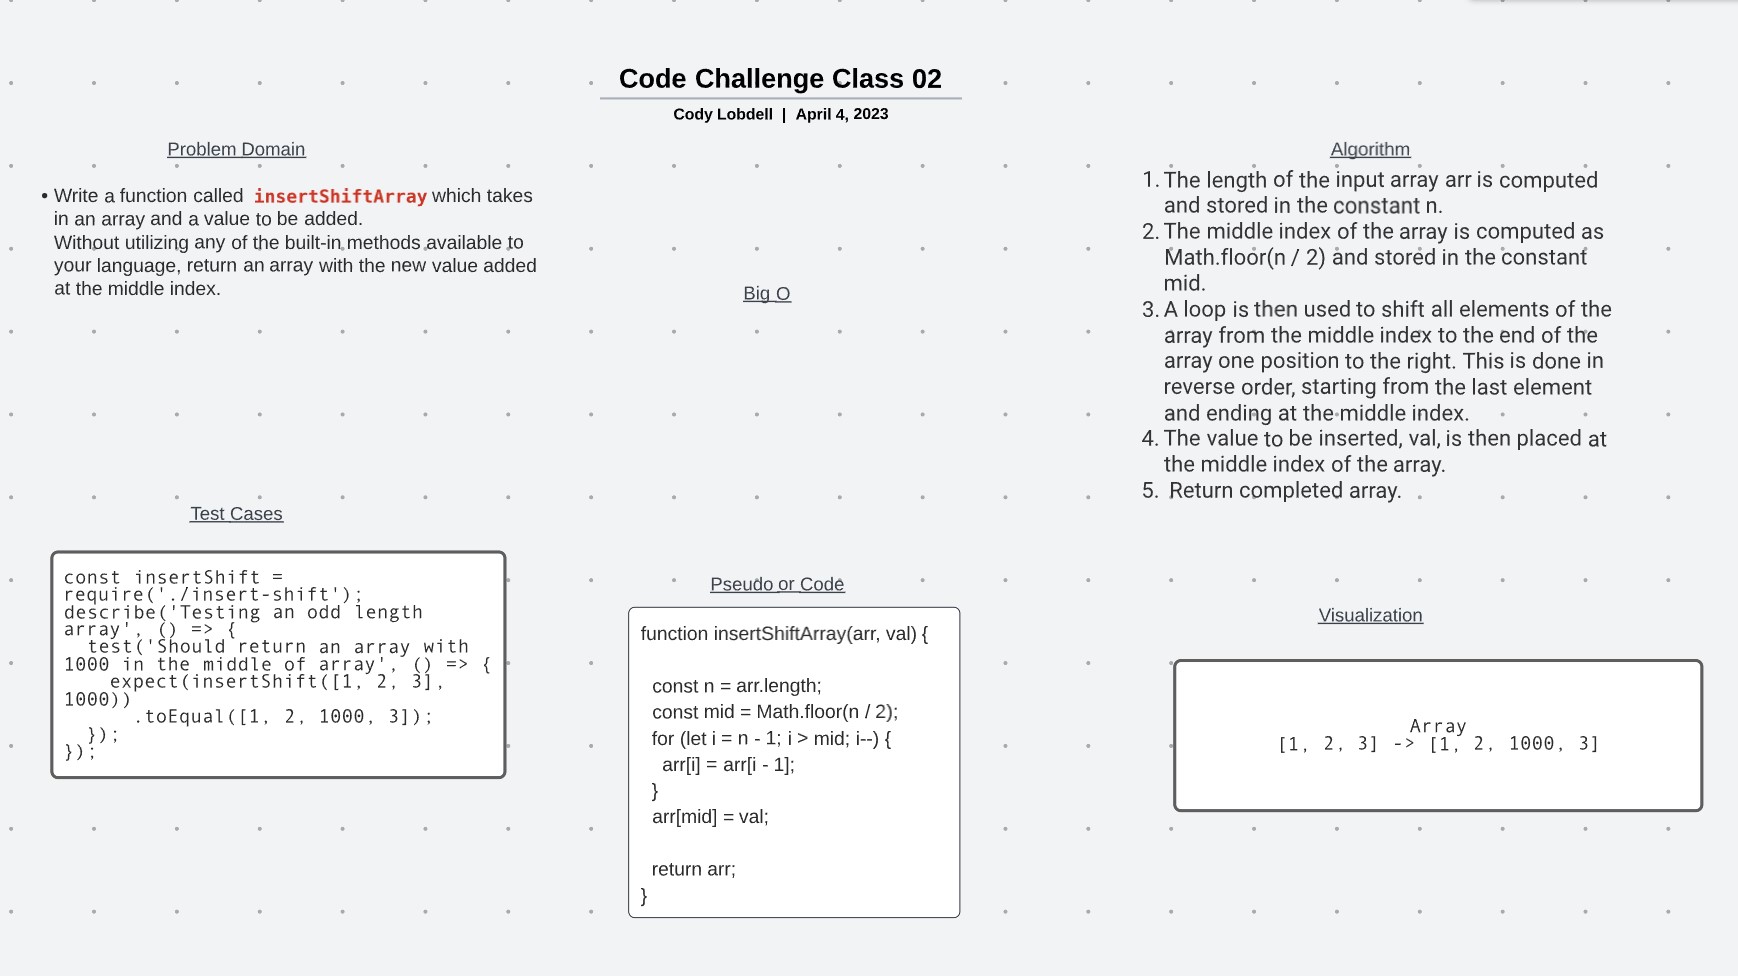 Code Challenge Class 02
Cody Lobdell | April 4, 2023
Problem Domain
• Write a function called insertShiftArray which takes
in an array and a value to be added.
Without utilizing any of the built-in methods available to
your language, return an array with the new value added
at the middle index.
Big O
Algorithm
1. The length of the input array arr is computed
and stored in the constant n.
2. The middle index of the array is computed as
Math.floor(n / 2) and stored in the constant
mid.
3. A loop is then used to shift all elements of the
array from the middle index to the end of the
array one position to the right. This is done in
reverse order, starting from the last element
and ending at the middle index.
4. The value to be inserted, val, is then placed at
the middle index of the array.
5. Return completed array.
Test Cases
const insertShift =
require('./insert-shift');
describe('Testing an odd length
array', () => {
  test('Should return an array with
1000 in the middle of array', () => {
    expect(insertShift([1, 2, 3],
1000))
      .toEqual([1, 2, 1000, 3]);
  });
});
Pseudo or Code
function insertShiftArray(arr, val) {
  const n = arr.length;
  const mid = Math.floor(n / 2);
  for (let i = n - 1; i > mid; i--) {
    arr[i] = arr[i - 1];
  }
  arr[mid] = val;
  return arr;
}
Visualization
Array
[1, 2, 3] -> [1, 2, 1000, 3]